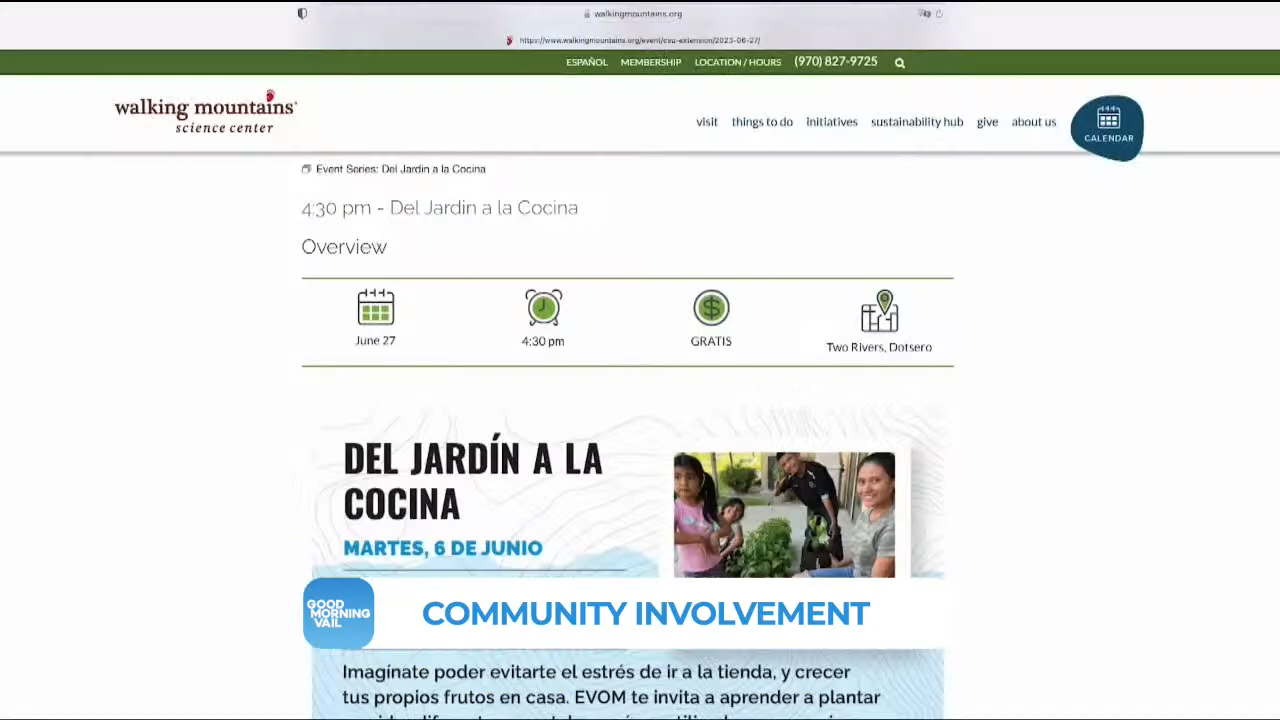 walkingmountains.org
https://www.walkingmountains.org/event/csu-extension/2023-06-27/
ESPAÑOL MEMBERSHIP LOCATION / HOURS (970) 827-9725
walking mountains
science center
visit things to do initiatives sustainability hub give about us
CALENDAR
Event Series: Del Jardin a la Cocina
4:30 pm - Del Jardin a la Cocina
Overview
June 27
4:30 pm
GRATIS
Two Rivers, Dotsero
DEL JARDÍN A LA
COCINA
MARTES, 6 DE JUNIO
GOOD
MORNING
VAIL
COMMUNITY INVOLVEMENT
Imagínate poder evitarte el estrés de ir a la tienda, y crecer
tus propios frutos en casa. EVOM te invita a aprender a plantar